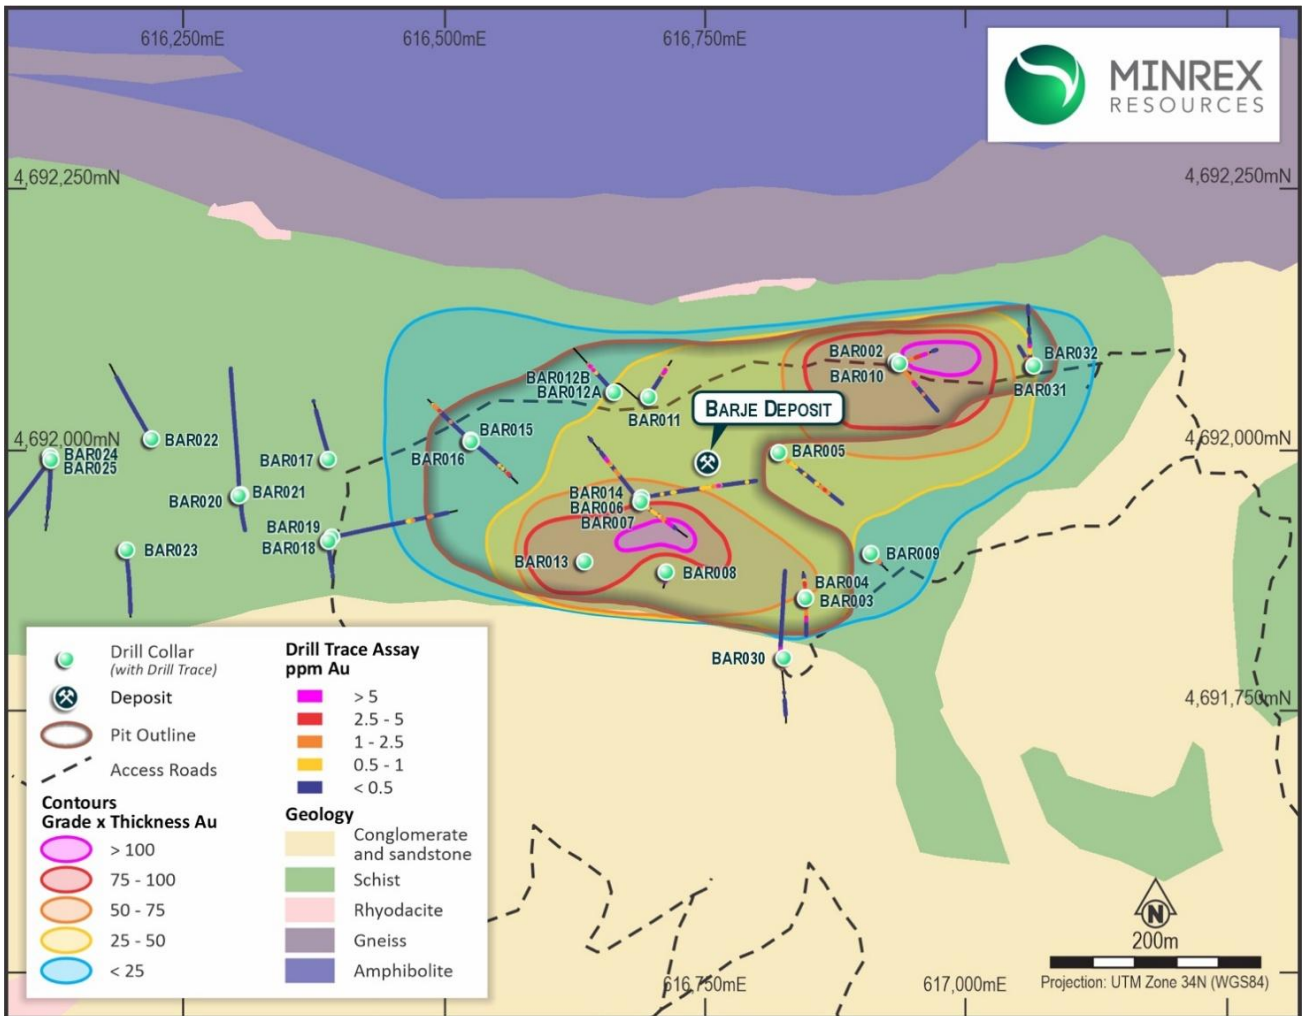 616,250mE
616,500mE
616,750mE
MINREX
RESOURCES
4,692,250mN
4,692,250mN
BAR002
BAR010
BAR032
BAR031
BAR012B
BAR012A
BAR011
BARJE DEPOSIT
BAR022
4,692,000mN
BAR024
BAR025
BAR017
BAR015
BAR016
BAR005
4,692,000mN
BAR020
BAR021
BAR014
BAR006
BAR007
BAR019
BAR018
BAR023
BAR013
BAR008
BAR009
BAR004
BAR003
BAR030
4,691,750mN
Drill Collar
(with Drill Trace)
Deposit
Pit Outline
Access Roads
Contours
Grade x Thickness Au
> 100
75 - 100
50 - 75
25 - 50
< 25
Drill Trace Assay
ppm Au
> 5
2.5 - 5
1 - 2.5
0.5 - 1
< 0.5
Geology
Conglomerate
and sandstone
Schist
Rhyodacite
Gneiss
Amphibolite
616,750mE
617,000mE
N
200m
Projection: UTM Zone 34N (WGS84)